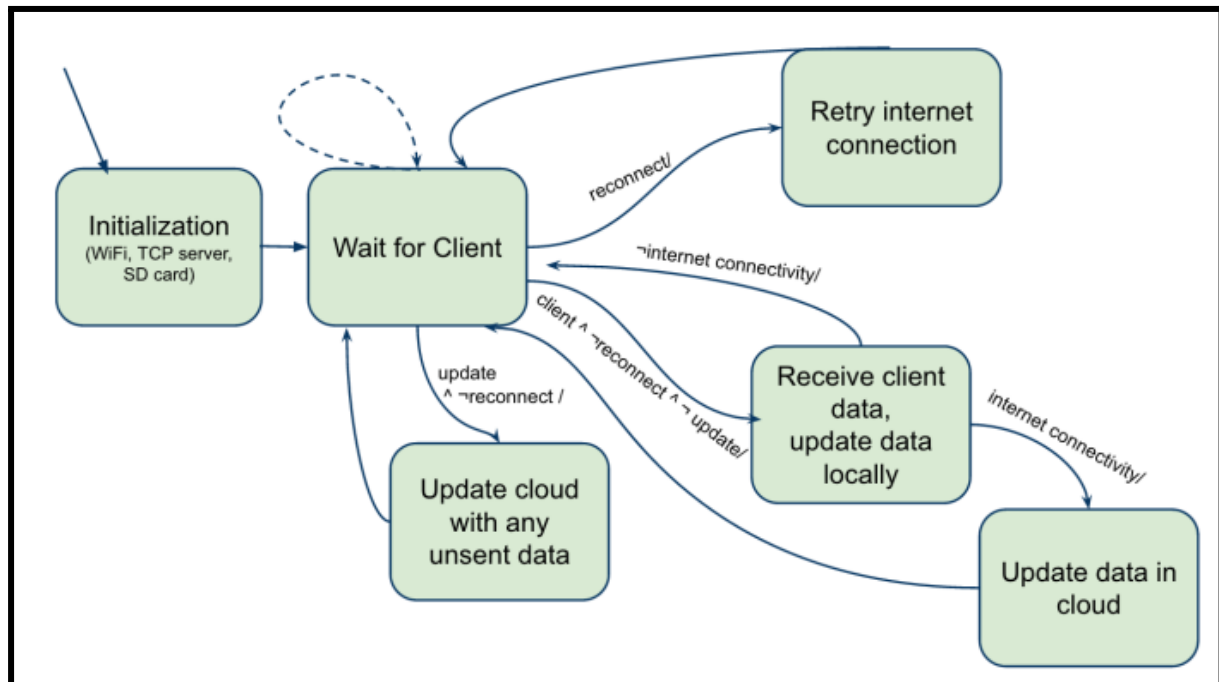 Retry internet
connection
reconnect/
Initialization
(WiFi, TCP server,
SD card)
Wait for Client
¬internet connectivity/
client ^ ¬reconnect ^ ¬ update/
update
^ ¬reconnect /
Receive client
data,
update data
locally
internet connectivity/
Update cloud
with any
unsent data
Update data in
cloud